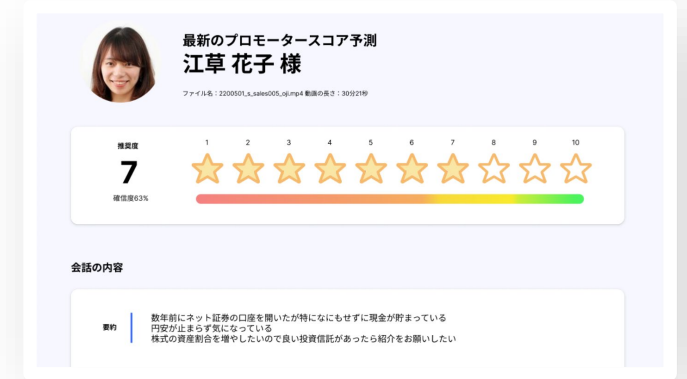 最新のプロモータースコア予測
江草 花子 様
ファイル名：2200501_s_sales005_oji.mp4 動画の長さ：30分21秒
推奨度
1 2 3 4 5 6 7 8 9 10
7
確信度63%
会話の内容
要約
数年前にネット証券の口座を開いたが特になにもせずに現金が貯まっている
円安が止まらず気になっている
株式の資産割合を増やしたいので良い投資信託があったら紹介をお願いしたい